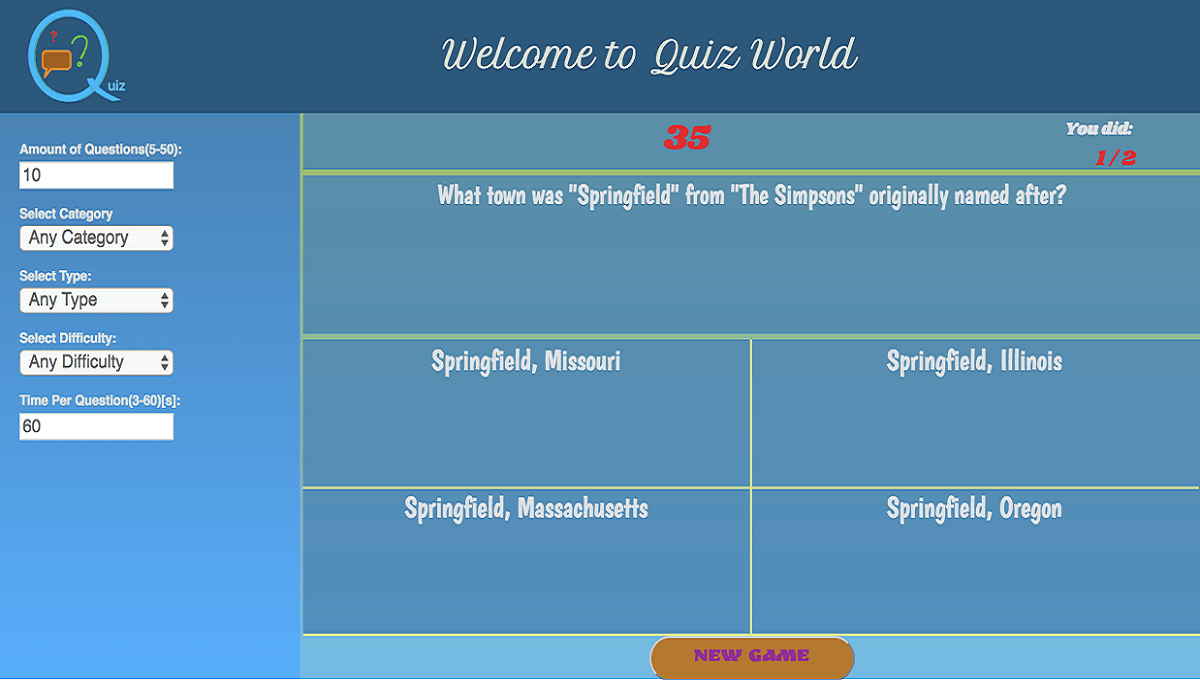 ? ?
uiz
Welcome to Quiz World
Amount of Questions(5-50):
10
Select Category
Any Category
Select Type:
Any Type
Select Difficulty:
Any Difficulty
Time Per Question(3-60)[s]:
60
35
You did:
1/2
What town was "Springfield" from "The Simpsons" originally named after?
Springfield, Missouri
Springfield, Illinois
Springfield, Massachusetts
Springfield, Oregon
NEW GAME